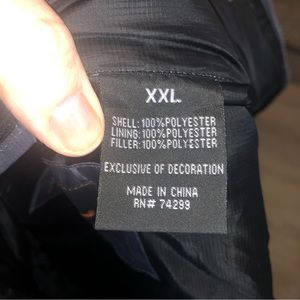 XXL
SHELL: 100%POLYESTER
LINING: 100%POLYESTER
FILLER: 100%POLYESTER
EXCLUSIVE OF DECORATION
MADE IN CHINA
RN# 74299